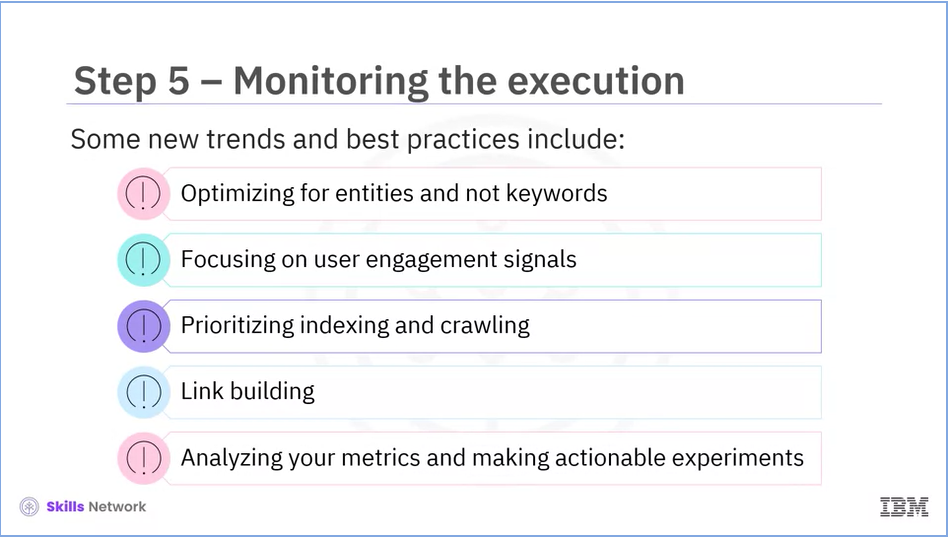 Step 5 – Monitoring the execution
Some new trends and best practices include:
Optimizing for entities and not keywords
Focusing on user engagement signals
Prioritizing indexing and crawling
Link building
Analyzing your metrics and making actionable experiments
Skills Network
IBM